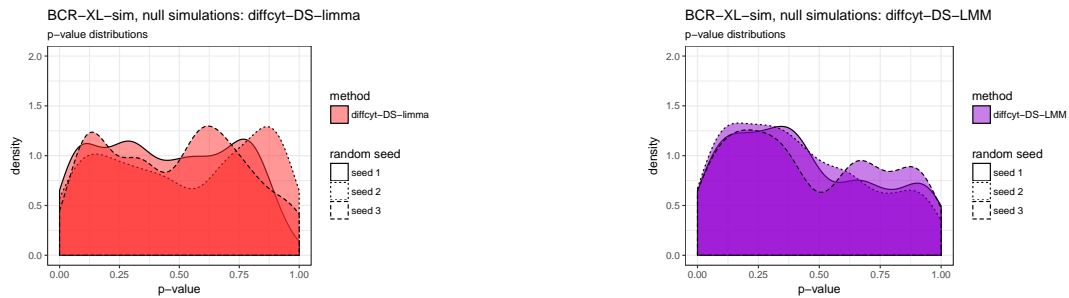 BCR−XL−sim, null simulations: diffcyt−DS−limma
p−value distributions
2.0
1.5
1.0
0.5
0.0
density
0.00 0.25 0.50 0.75 1.00
p−value
method
diffcyt−DS−limma
random seed
seed 1
seed 2
seed 3
BCR−XL−sim, null simulations: diffcyt−DS−LMM
p−value distributions
2.0
1.5
1.0
0.5
0.0
density
0.00 0.25 0.50 0.75 1.00
p−value
method
diffcyt−DS−LMM
random seed
seed 1
seed 2
seed 3